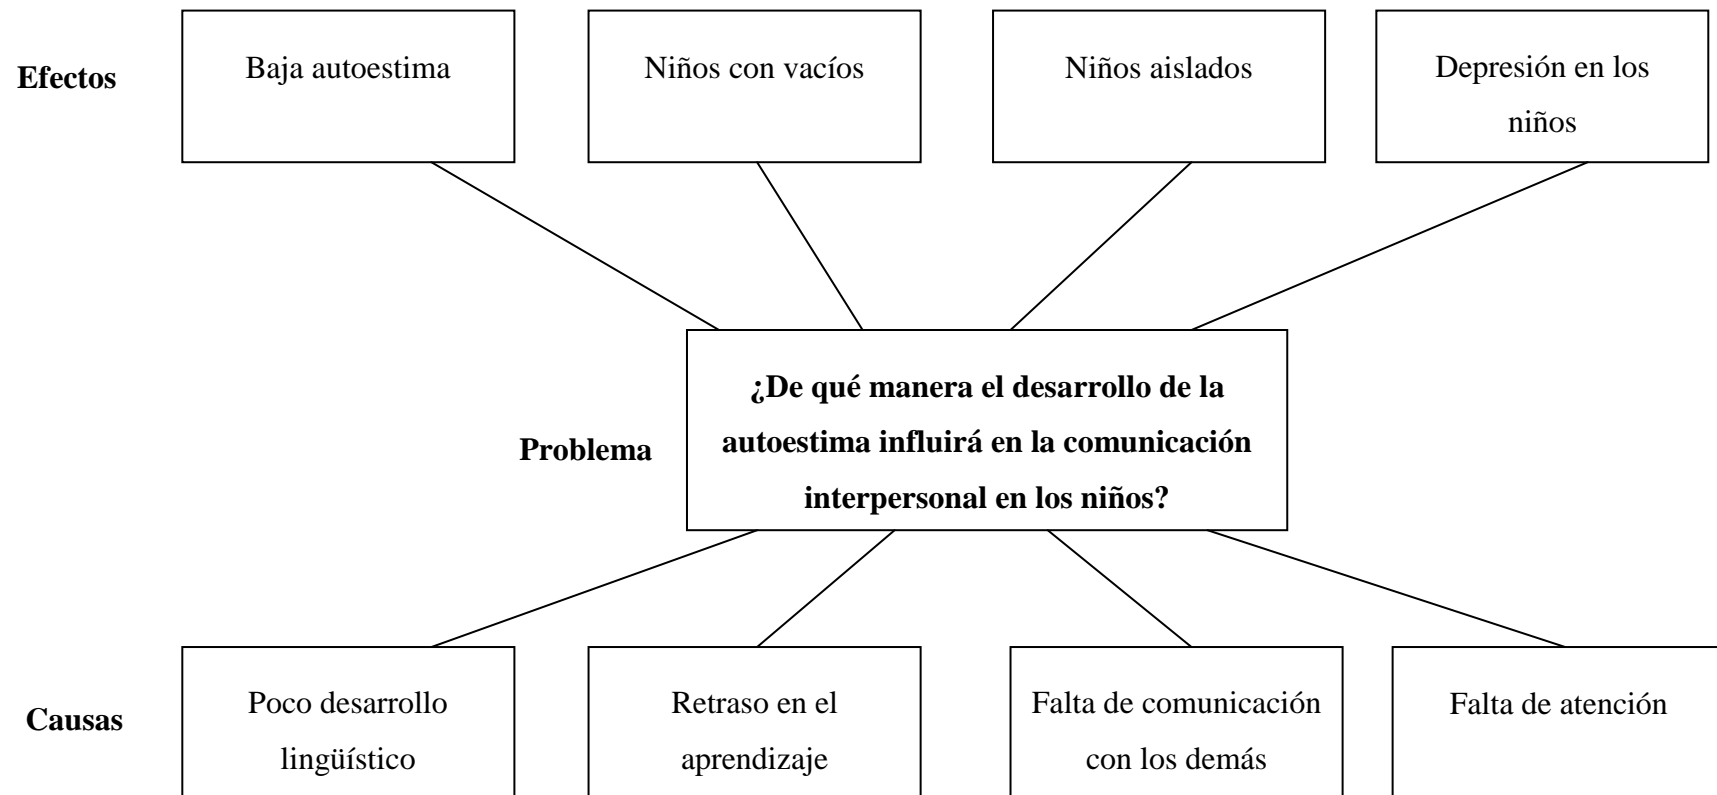 Efectos
Baja autoestima
Niños con vacíos
Niños aislados
Depresión en los
niños
Problema
¿De qué manera el desarrollo de la
autoestima influirá en la comunicación
interpersonal en los niños?
Causas
Poco desarrollo
lingüístico
Retraso en el
aprendizaje
Falta de comunicación
con los demás
Falta de atención